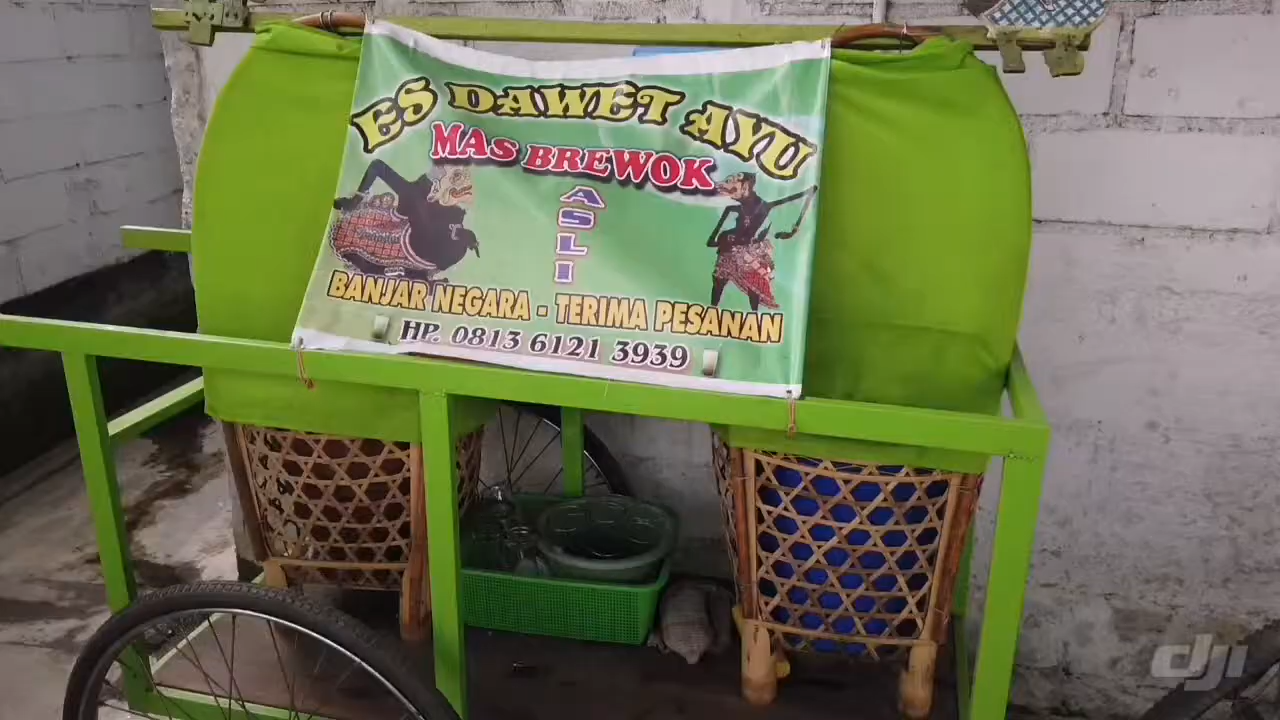 ES DAWET AYU
MAS BREWOK
ASLI
BANJAR NEGARA - TERIMA PESANAN
HP. 0813 6121 3939
dji